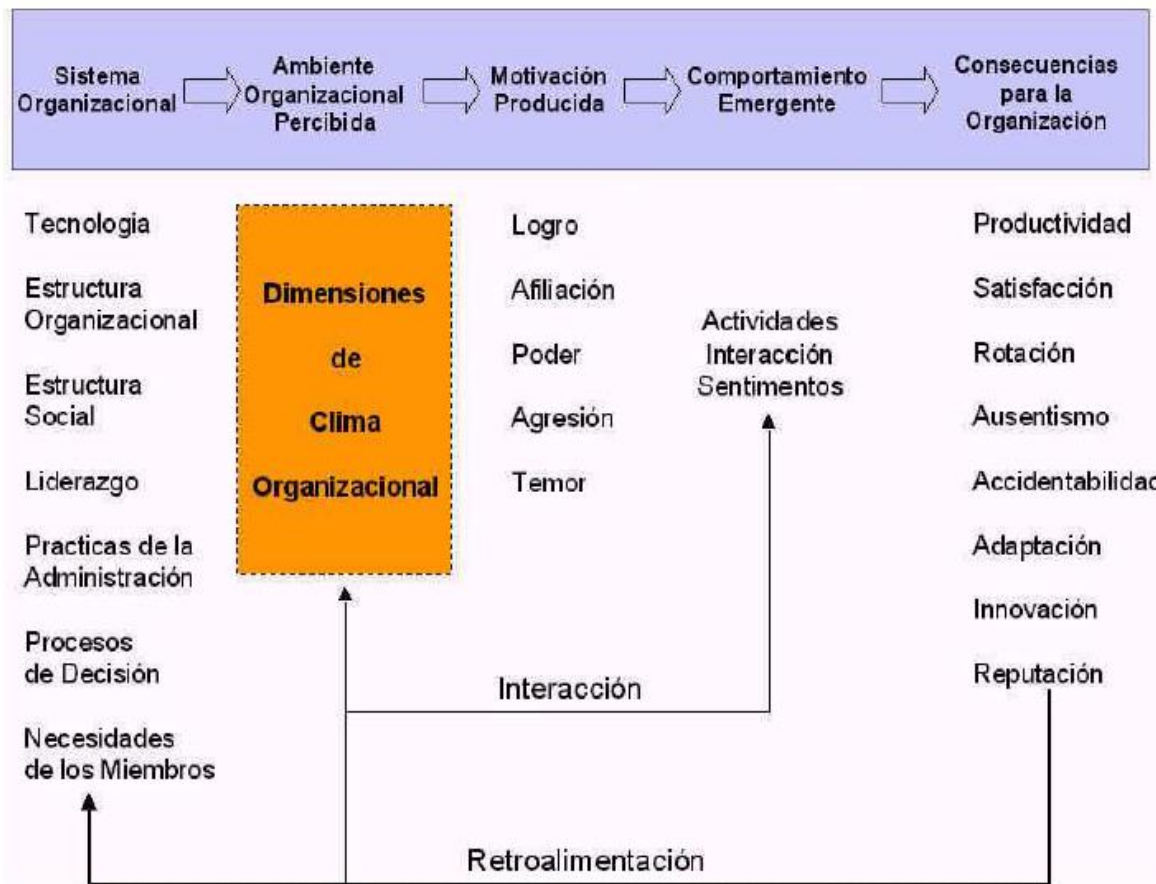 Sistema
Organizacional
Ambiente
Organizacional
Percibida
Motivación
Producida
Comportamiento
Emergente
Consecuencias
para la
Organización
Tecnología
Estructura
Organizacional
Estructura
Social
Liderazgo
Practicas de la
Administración
Procesos
de Decisión
Necesidades
de los Miembros
Dimensiones
de
Clima
Organizacional
Logro
Afiliación
Poder
Agresión
Temor
Actividades
Interacción
Sentimentos
Productividad
Satisfacción
Rotación
Ausentismo
Accidentabilidad
Adaptación
Innovación
Reputación
Interacción
Retroalimentación